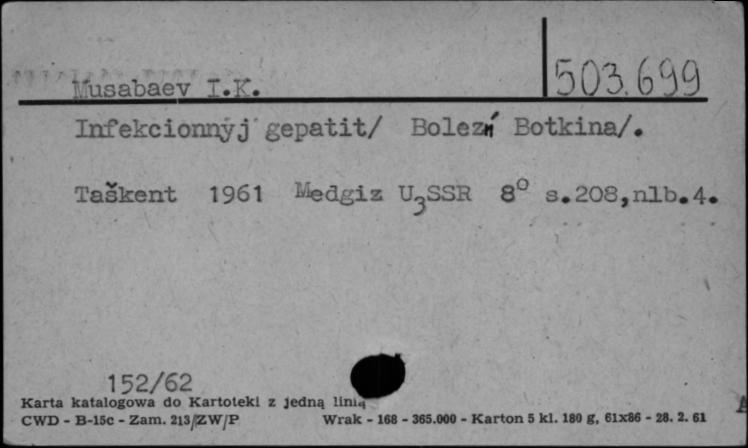 503.699
Musabaev I.K.
Infekcionnyj gepatit/ Bolezń Botkina/.
Taškent 1961 Medgiz UzSSR 8° s.208,nlb.4.
152/62
Karta katalogowa do Kartoteki z jedną linią
CWD - B-15c - Zam. 213/ZW/P Wrak - 168 - 365.000 - Karton 5 kl. 180 g, 61x86 - 28. 2. 61